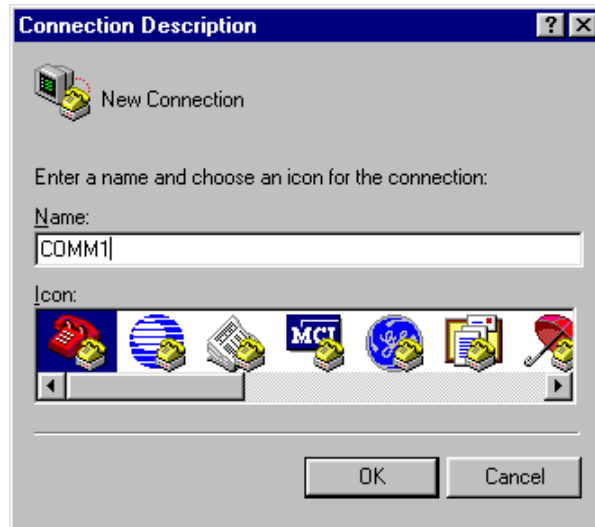 Connection Description
New Connection
Enter a name and choose an icon for the connection:
Name:
COMM1
Icon:
MCI
OK Cancel